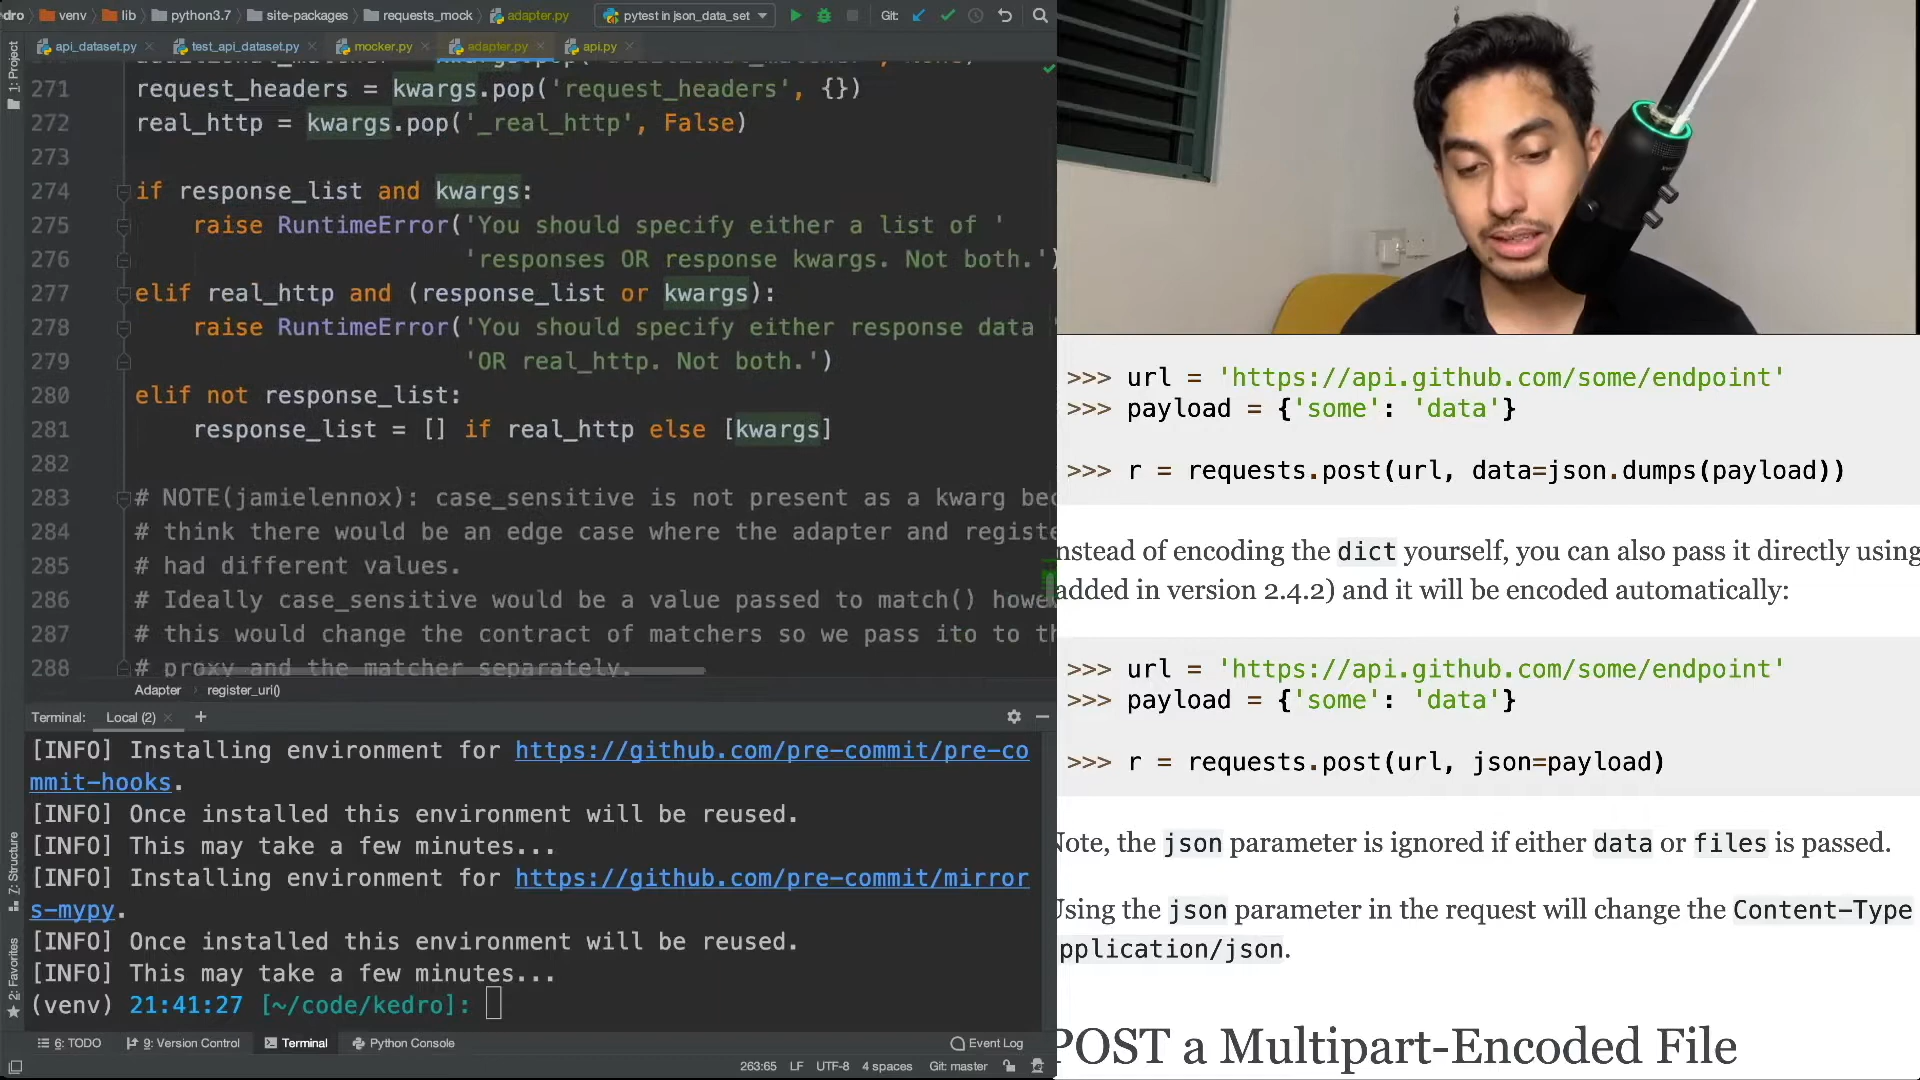 dro venv lib python3.7 site-packages requests_mock adapter.py pytest in json_data_set Git:
api_dataset.py test_api_dataset.py mocker.py adapter.py api.py
1: Project
271 request_headers = kwargs.pop('request_headers', {})
272 real_http = kwargs.pop('_real_http', False)
273
274 if response_list and kwargs:
275 raise RuntimeError('You should specify either a list of '
276 'responses OR response kwargs. Not both.')
277 elif real_http and (response_list or kwargs):
278 raise RuntimeError('You should specify either response data '
279 'OR real_http. Not both.')
280 elif not response_list:
281 response_list = [] if real_http else [kwargs]
282
283 # NOTE(jamielennox): case_sensitive is not present as a kwarg bec
284 # think there would be an edge case where the adapter and registe
285 # had different values.
286 # Ideally case_sensitive would be a value passed to match() howe
287 # this would change the contract of matchers so we pass ito to th
288 # proxy and the matcher separately.
Adapter register_uri()
Terminal: Local (2) +
[INFO] Installing environment for https://github.com/pre-commit/pre-co
mmit-hooks.
[INFO] Once installed this environment will be reused.
[INFO] This may take a few minutes...
[INFO] Installing environment for https://github.com/pre-commit/mirror
s-mypy.
[INFO] Once installed this environment will be reused.
[INFO] This may take a few minutes...
(venv) 21:41:27 [~/code/kedro]:
7: Structure
2: Favorites
6: TODO 9: Version Control Terminal Python Console Event Log
263:65 LF UTF-8 4 spaces Git: master
>>> url = 'https://api.github.com/some/endpoint'
>>> payload = {'some': 'data'}
>>> r = requests.post(url, data=json.dumps(payload))
nstead of encoding the dict yourself, you can also pass it directly using
added in version 2.4.2) and it will be encoded automatically:
>>> url = 'https://api.github.com/some/endpoint'
>>> payload = {'some': 'data'}
>>> r = requests.post(url, json=payload)
Note, the json parameter is ignored if either data or files is passed.
Using the json parameter in the request will change the Content-Type
pplication/json.
POST a Multipart-Encoded File